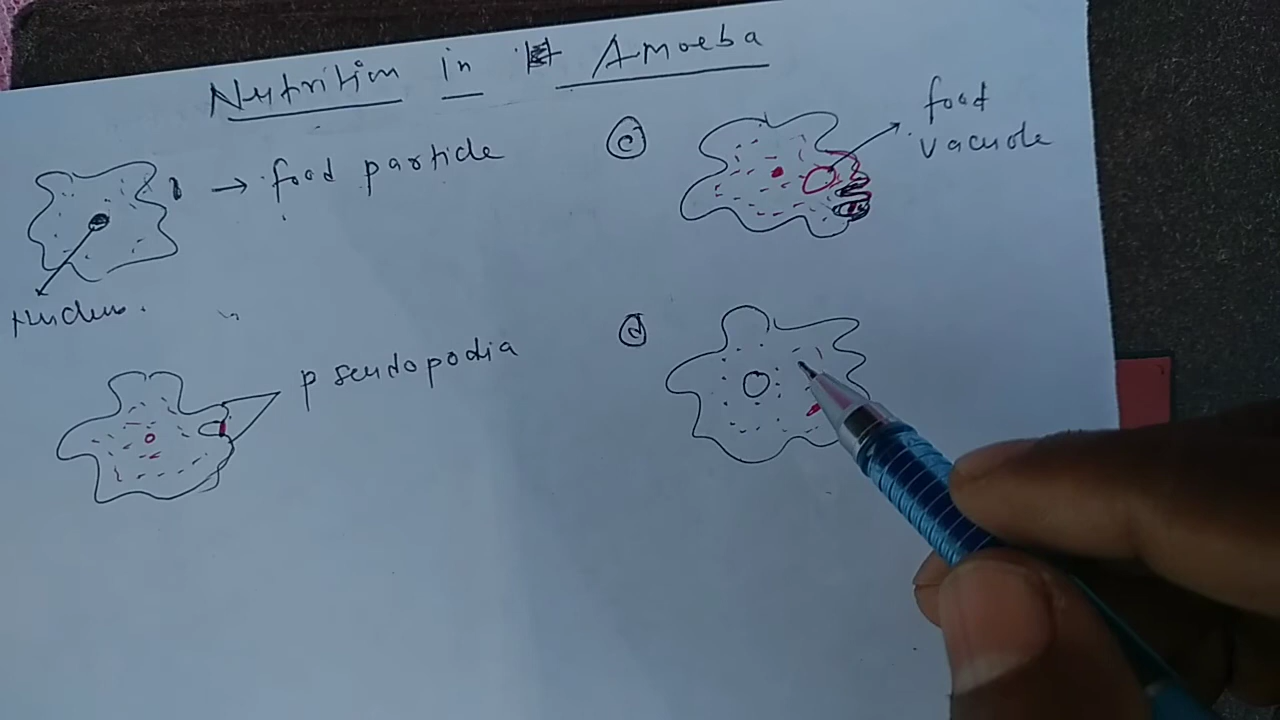 Nutrition in Amoeba
→ food particle
Nucleus.
pseudopodia
c
food
vacuole
d